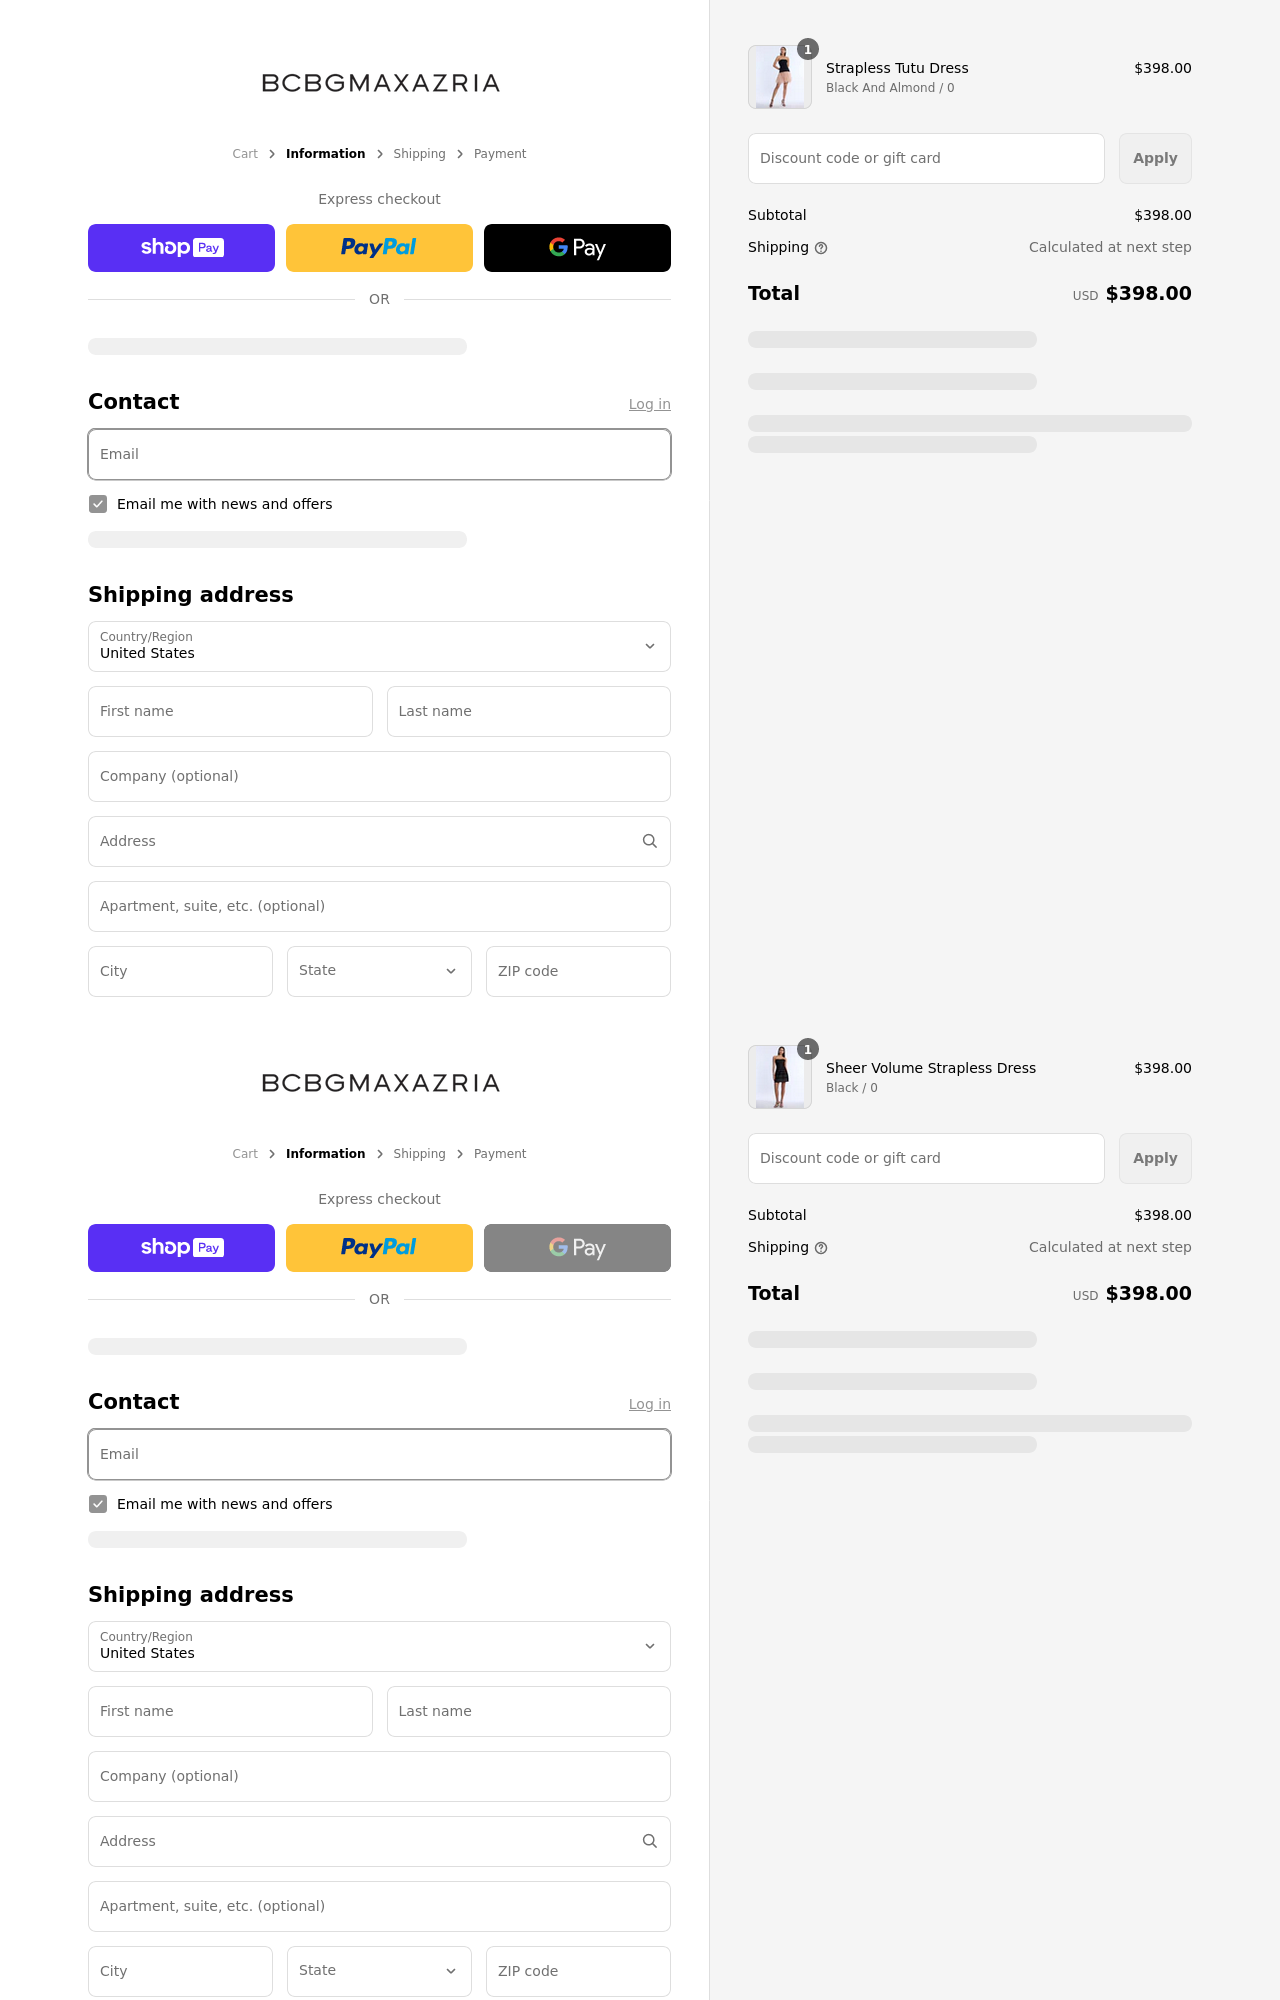 BCBGMAXAZRIA
Cart > Information > Shipping > Payment
Express checkout
shop Pay
PayPal
G Pay
OR
Contact
Log in
Email
Email me with news and offers
Shipping address
Country/Region
United States
First name
Last name
Company (optional)
Address
Apartment, suite, etc. (optional)
City
State
ZIP code
1
Strapless Tutu Dress
$398.00
Black And Almond / 0
Discount code or gift card
Apply
Subtotal
$398.00
Shipping
Calculated at next step
Total
USD $398.00
BCBGMAXAZRIA
Cart > Information > Shipping > Payment
Express checkout
shop Pay
PayPal
G Pay
OR
Contact
Log in
Email
Email me with news and offers
Shipping address
Country/Region
United States
First name
Last name
Company (optional)
Address
Apartment, suite, etc. (optional)
City
State
ZIP code
1
Sheer Volume Strapless Dress
$398.00
Black / 0
Discount code or gift card
Apply
Subtotal
$398.00
Shipping
Calculated at next step
Total
USD $398.00